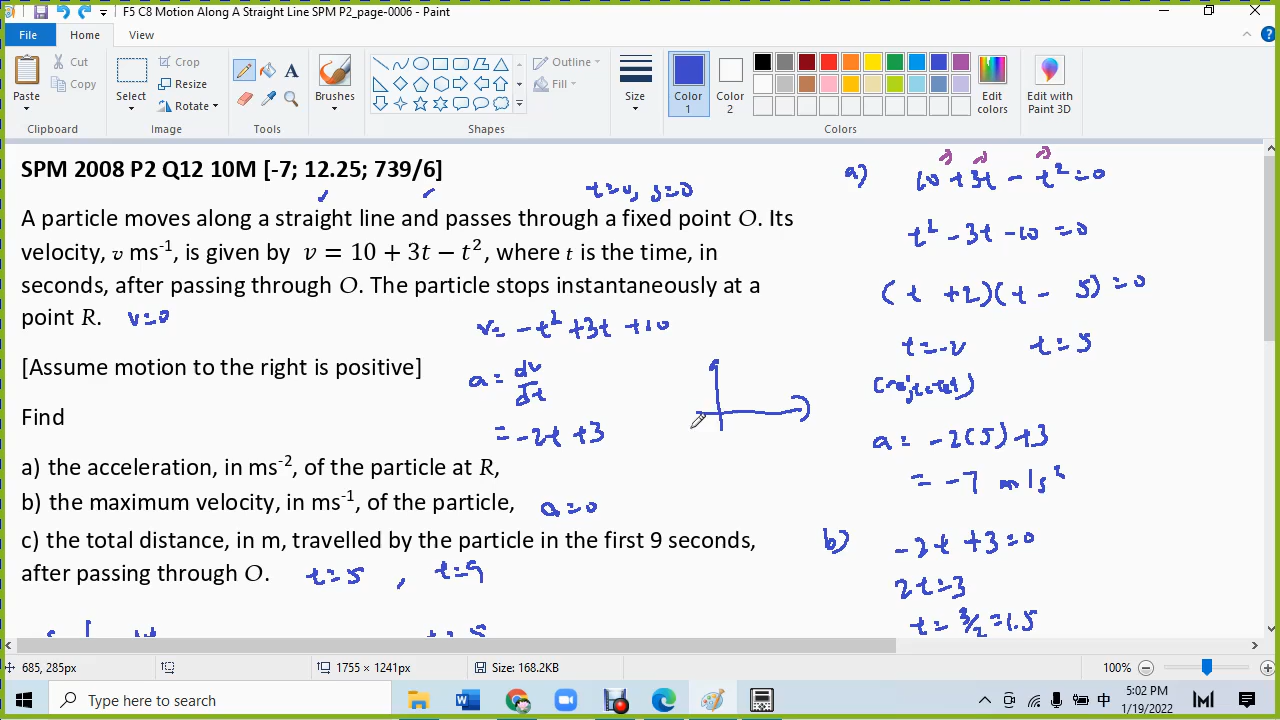 F5 C8 Motion Along A Straight Line SPM P2_page-0006 - Paint
File Home View
Paste
Cut
Copy
Clipboard
Select
Crop
Resize
Rotate
Image
Tools
Brushes
Shapes
Outline
Fill
Size
Color 1
Color 2
Colors
Edit colors
Edit with Paint 3D
SPM 2008 P2 Q12 10M [-7; 12.25; 739/6]
t=0, s=0
A particle moves along a straight line and passes through a fixed point O. Its
velocity, v ms⁻¹, is given by v = 10 + 3t − t², where t is the time, in
seconds, after passing through O. The particle stops instantaneously at a
point R.
v=0
[Assume motion to the right is positive]
Find
a) the acceleration, in ms⁻², of the particle at R,
b) the maximum velocity, in ms⁻¹, of the particle,
a=0
c) the total distance, in m, travelled by the particle in the first 9 seconds,
after passing through O.
t=5 , t=9
v= -t² +3t +10
a = dv/dt
= -2t +3
a) 10 +3t - t² =0
t² -3t -10 =0
(t +2)(t - 5) =0
t=-2 t=5
(rejected)
a= -2(5) +3
= -7 m/s²
b) -2t +3=0
2t=3
t= 3/2 =1.5
685, 285px
1755 × 1241px
Size: 168.2KB
100%
Type here to search
中
5:02 PM
1/19/2022